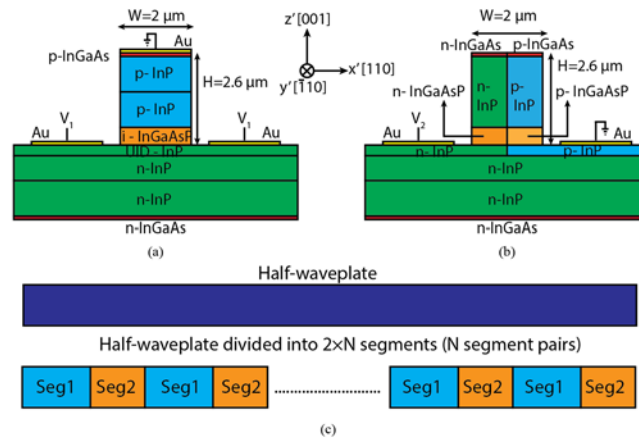 W=2 μm
Au
p-InGaAs
p- InP
p- InP
H=2.6 μm
i - InGaAsP
Au
V1
V1
Au
UID - InP
n-InP
n-InP
n-InGaAs
(a)
z'[001]
x'[110]
y'[1̄10]
W=2 μm
n-InGaAs
p-InGaAs
n-InP
p-InP
H=2.6 μm
n- InGaAsP
p- InGaAsP
Au
V2
Au
n-InP
p-InP
n-InP
n-InP
n-InGaAs
(b)
Half-waveplate
Half-waveplate divided into 2×N segments (N segment pairs)
Seg1 Seg2 Seg1 Seg2 ........................ Seg1 Seg2 Seg1 Seg2
(c)